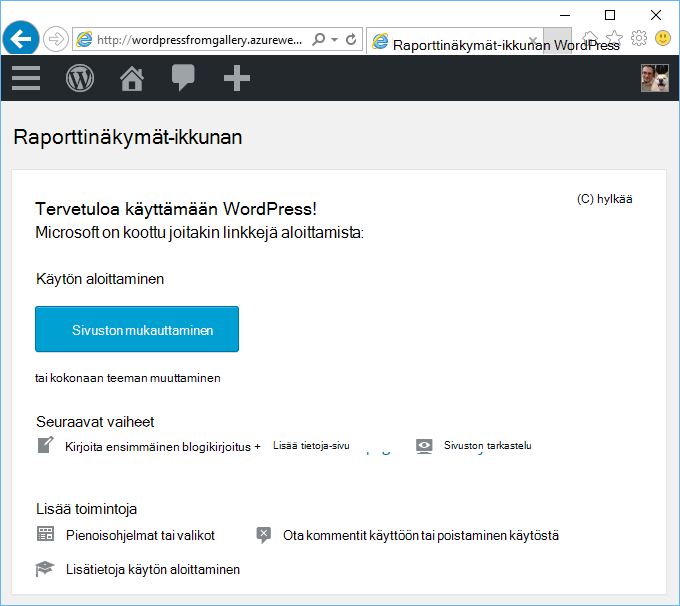 http://wordpressfromgallery.azurewe...
Raporttinäkymät-ikkunan WordPress
Raporttinäkymät-ikkunan
(C) hylkää
Tervetuloa käyttämään WordPress!
Microsoft on koottu joitakin linkkejä aloittamista:
Käytön aloittaminen
Sivuston mukauttaminen
tai kokonaan teeman muuttaminen
Seuraavat vaiheet
Kirjoita ensimmäinen blogikirjoitus + Lisää tietoja-sivu Sivuston tarkastelu
Lisää toimintoja
Pienoisohjelmat tai valikot Ota kommentit käyttöön tai poistaminen käytöstä
Lisätietoja käytön aloittaminen